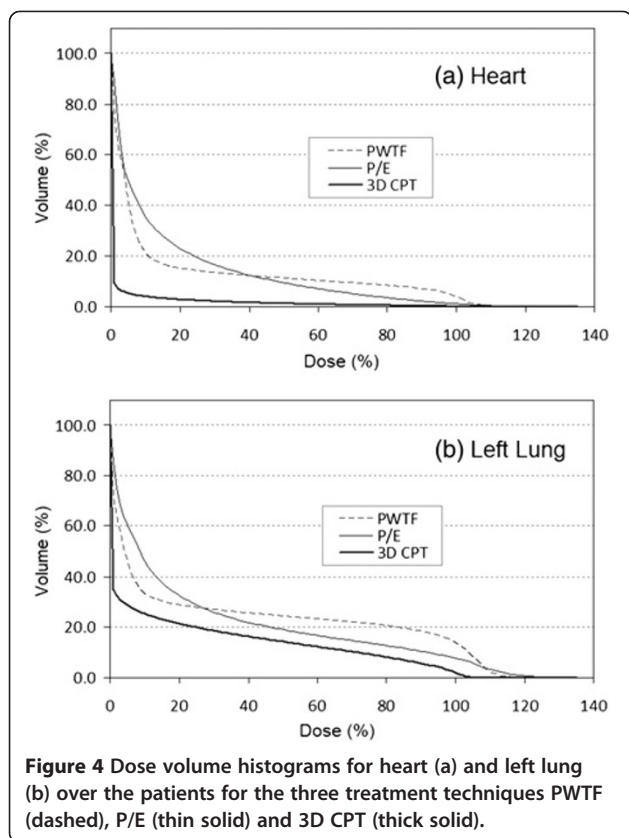 (a) Heart
100.0
80.0
60.0
40.0
20.0
0.0
Volume (%)
PWTF
P/E
3D CPT
0 20 40 60 80 100 120 140
Dose (%)
(b) Left Lung
100.0
80.0
60.0
40.0
20.0
0.0
Volume (%)
PWTF
P/E
3D CPT
0 20 40 60 80 100 120 140
Dose (%)
Figure 4 Dose volume histograms for heart (a) and left lung
(b) over the patients for the three treatment techniques PWTF
(dashed), P/E (thin solid) and 3D CPT (thick solid).